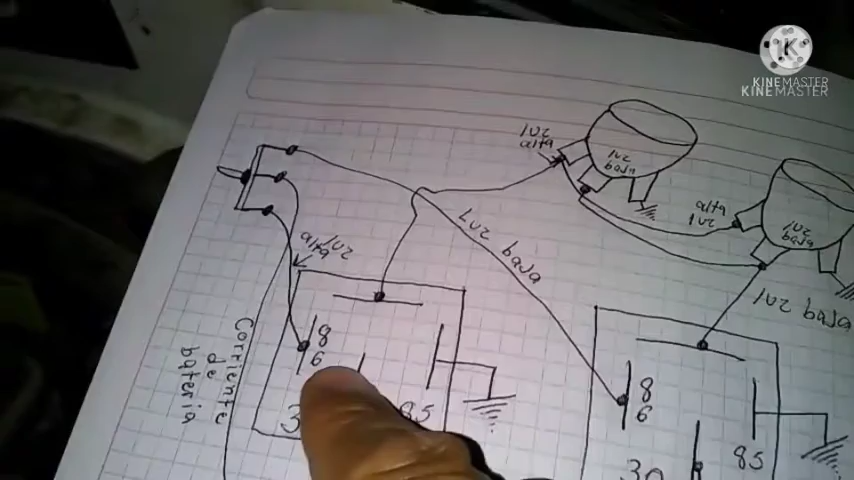 K
KINEMASTER
KINEMASTER
luz
alta
luz
baja
alta
luz
luz
baja
alta luz
luz baja
luz baja
8
6
85
8
6
30
85
Corriente
de
bateria